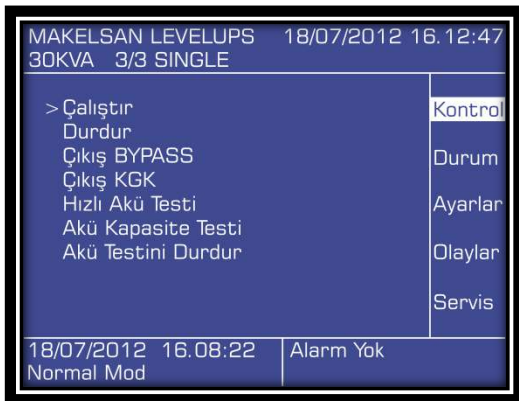 MAKELSAN LEVELUPS 18/07/2012 16.12:47
30KVA 3/3 SINGLE
>Çalıştır
Durdur
Çıkış BYPASS
Çıkış KGK
Hızlı Akü Testi
Akü Kapasite Testi
Akü Testini Durdur
Kontrol
Durum
Ayarlar
Olaylar
Servis
18/07/2012 16.08:22
Normal Mod
Alarm Yok